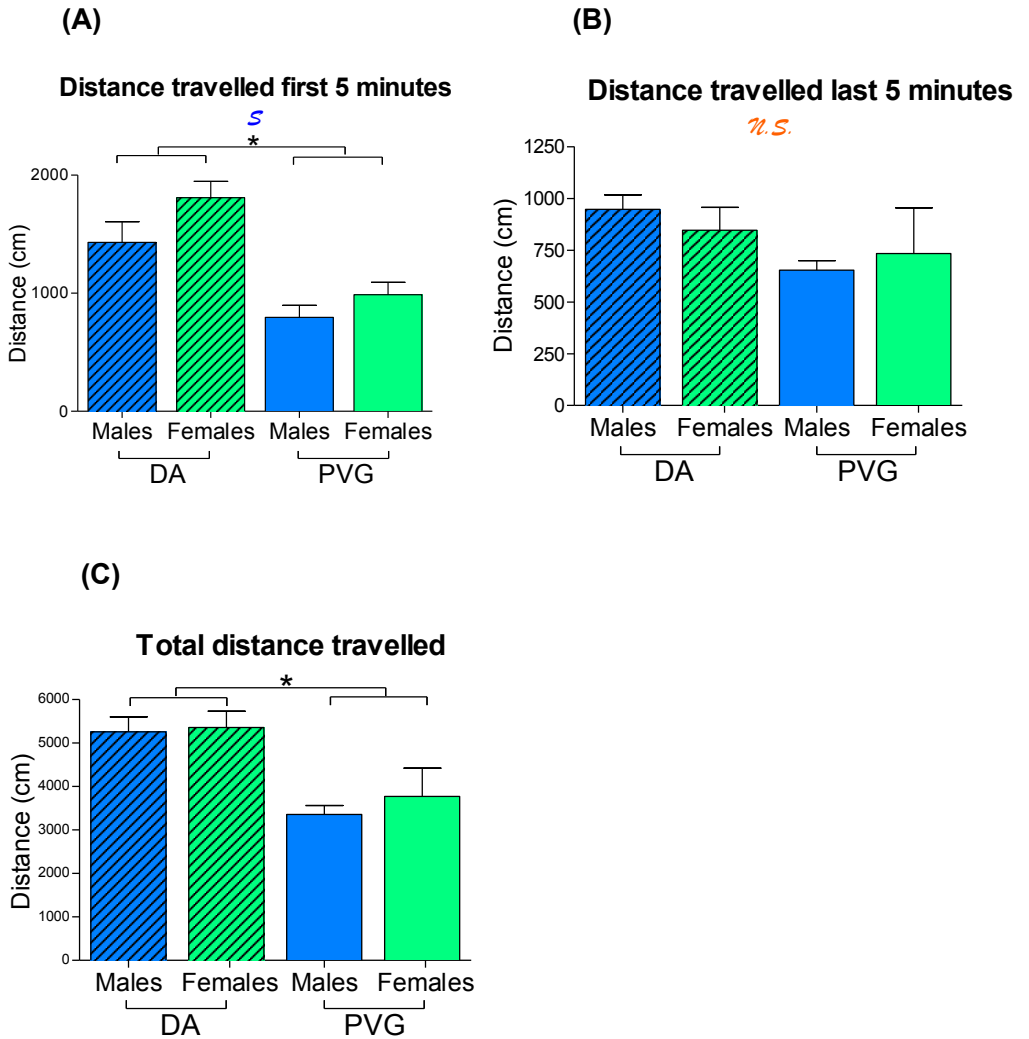 (A)
Distance travelled first 5 minutes
S
*
Distance (cm)
2000
1000
0
Males Females Males Females
DA PVG
(B)
Distance travelled last 5 minutes
N.S.
Distance (cm)
1250
1000
750
500
250
0
Males Females Males Females
DA PVG
(C)
Total distance travelled
*
Distance (cm)
6000
5000
4000
3000
2000
1000
0
Males Females Males Females
DA PVG